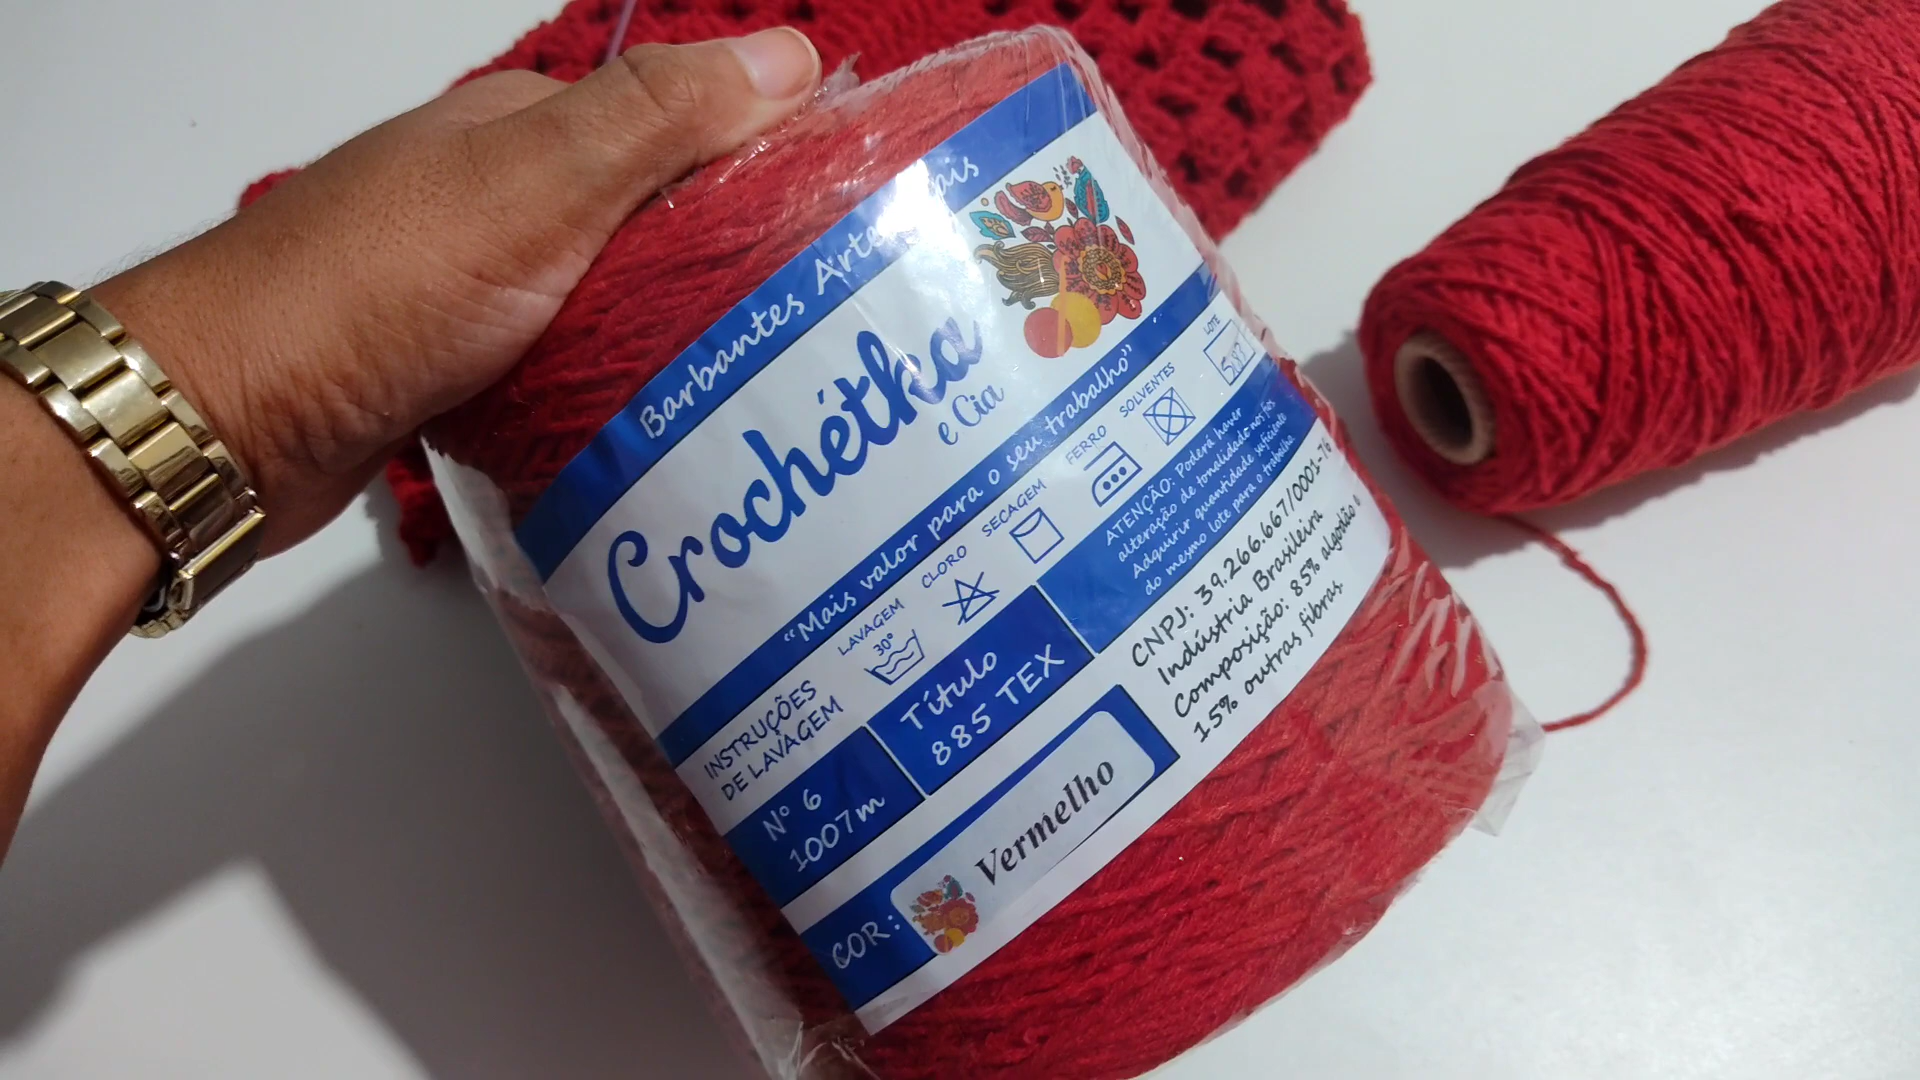 Barbantes Artesanais
Crochétka
e Cia
"Mais valor para o seu trabalho"
INSTRUÇÕES
DE LAVAGEM
LAVAGEM
30°
CLORO
SECAGEM
FERRO
SOLVENTES
LOTE
Nº 6
1007m
Título
885 TEX
ATENÇÃO: Poderá haver
alteração de tonalidade nos fios
Adquirir quantidade suficiente
do mesmo lote para o trabalho.
COR:
Vermelho
CNPJ: 39.266.667/0001-76
Indústria Brasileira
Composição: 85% algodão
15% outras fibras.